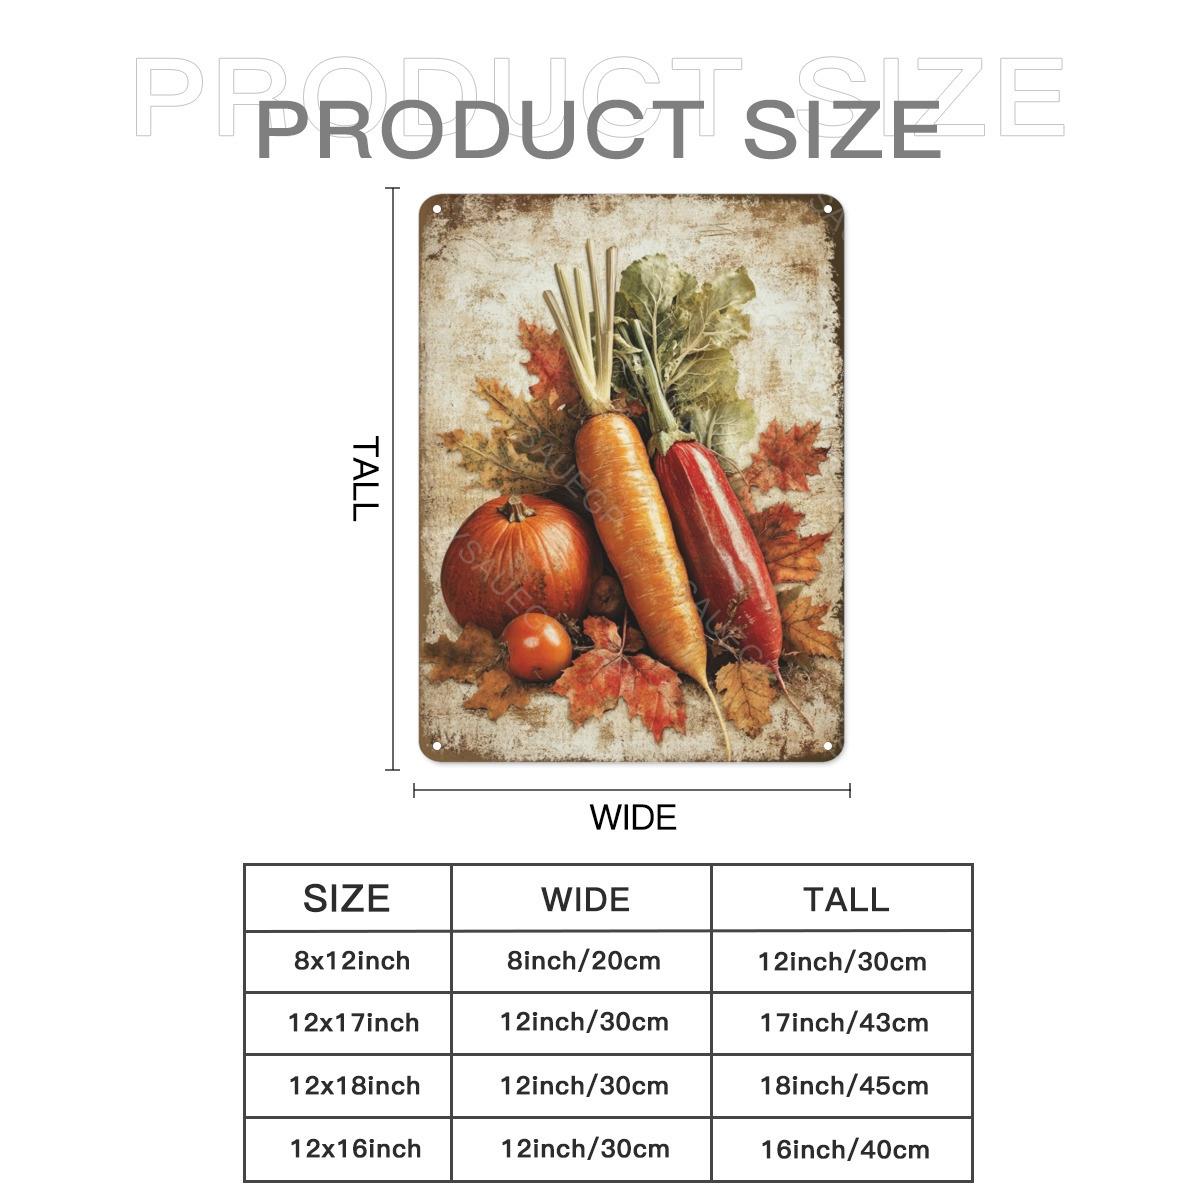 PRODUCT SIZE
PRODUCT SIZE
TALL
WIDE
SIZE WIDE TALL
8x12inch 8inch/20cm 12inch/30cm
12x17inch 12inch/30cm 17inch/43cm
12x18inch 12inch/30cm 18inch/45cm
12x16inch 12inch/30cm 16inch/40cm